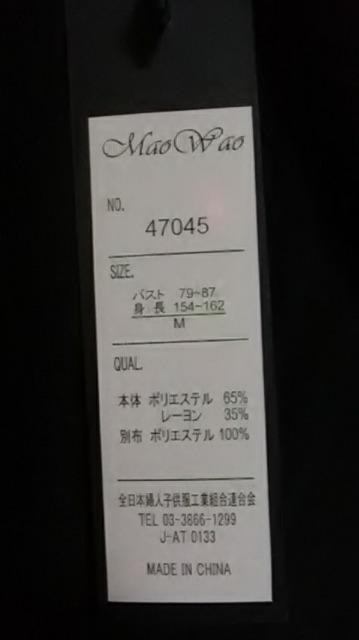 MaoWao
NO.
47045
SIZE.
バスト 79~87
身長 154~162
M
QUAL.
本体 ポリエステル 65%
レーヨン 35%
別布 ポリエステル 100%
全日本婦人子供服工業組合連合会
TEL 03-3866-1299
J-AT 0133
MADE IN CHINA